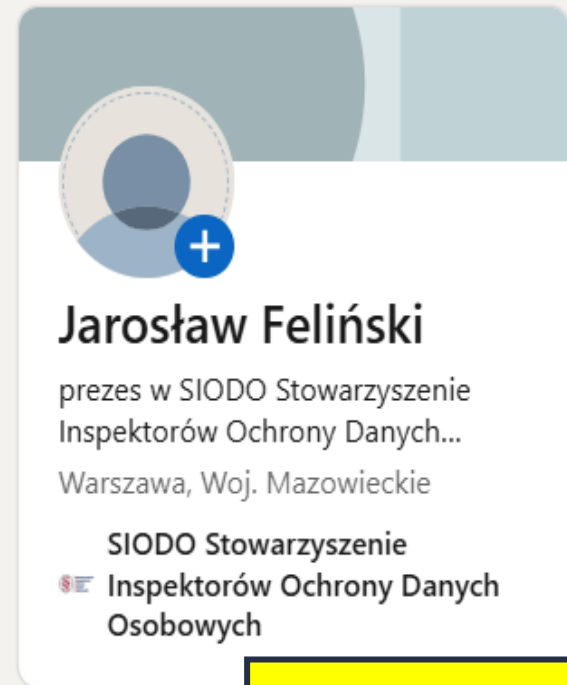 Jarosław Feliński
prezes w SIODO Stowarzyszenie
Inspektorów Ochrony Danych...
Warszawa, Woj. Mazowieckie
SIODO Stowarzyszenie
Inspektorów Ochrony Danych
Osobowych